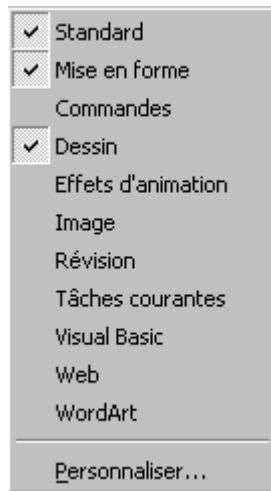 Standard
Mise en forme
Commandes
Dessin
Effets d'animation
Image
Révision
Tâches courantes
Visual Basic
Web
WordArt
Personnaliser...